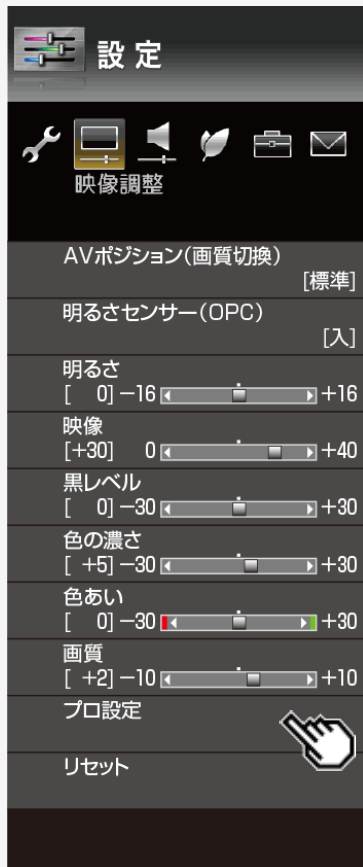 設定
映像調整
AVポジション(画質切換)
[標準]
明るさセンサー(OPC)
[入]
明るさ
[ 0] −16 +16
映像
[+30] 0 +40
黒レベル
[ 0] −30 +30
色の濃さ
[ +5] −30 +30
色あい
[ 0] −30 +30
画質
[ +2] −10 +10
プロ設定
リセット